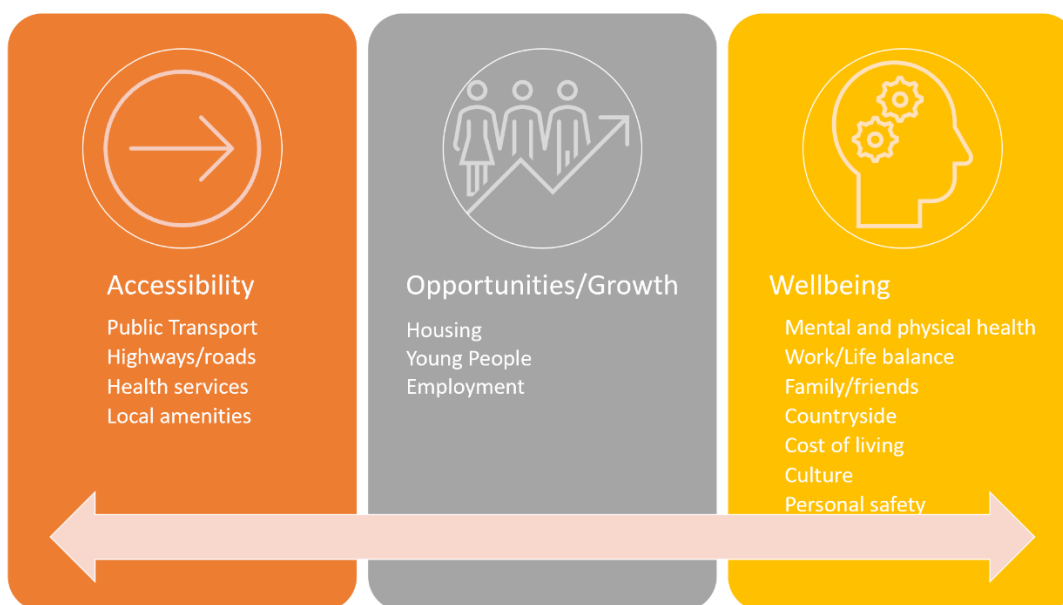 Accessibility
Public Transport
Highways/roads
Health services
Local amenities
Opportunities/Growth
Housing
Young People
Employment
Wellbeing
Mental and physical health
Work/Life balance
Family/friends
Countryside
Cost of living
Culture
Personal safety